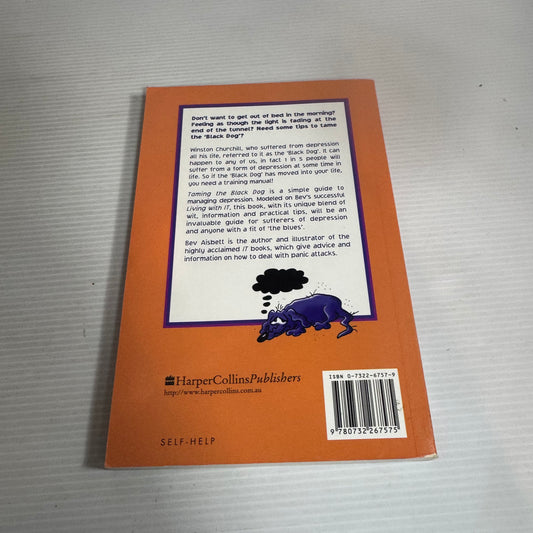 Don't want to get out of bed in the morning?
Feeling as though the light is fading at the
end of the tunnel? Need some tips to tame
the 'Black Dog'?
Winston Churchill, who suffered from depression
all his life, referred to it as the 'Black Dog'. It can
happen to any of us, in fact 1 in 5 people will
suffer from a form of depression at some time in
life. So if the 'Black Dog' has moved into your life,
you need a training manual!
Taming the Black Dog is a simple guide to
managing depression. Modeled on Bev's successful
Living with IT, this book, with its unique blend of
wit, information and practical tips, will be an
invaluable guide for sufferers of depression
and anyone with a fit of 'the blues'.
Bev Aisbett is the author and illustrator of the
highly acclaimed IT books, which give advice and
information on how to deal with panic attacks.
HarperCollinsPublishers
http://www.harpercollins.com.au
SELF-HELP
ISBN 0-7322-6757-9
9 780732 267575